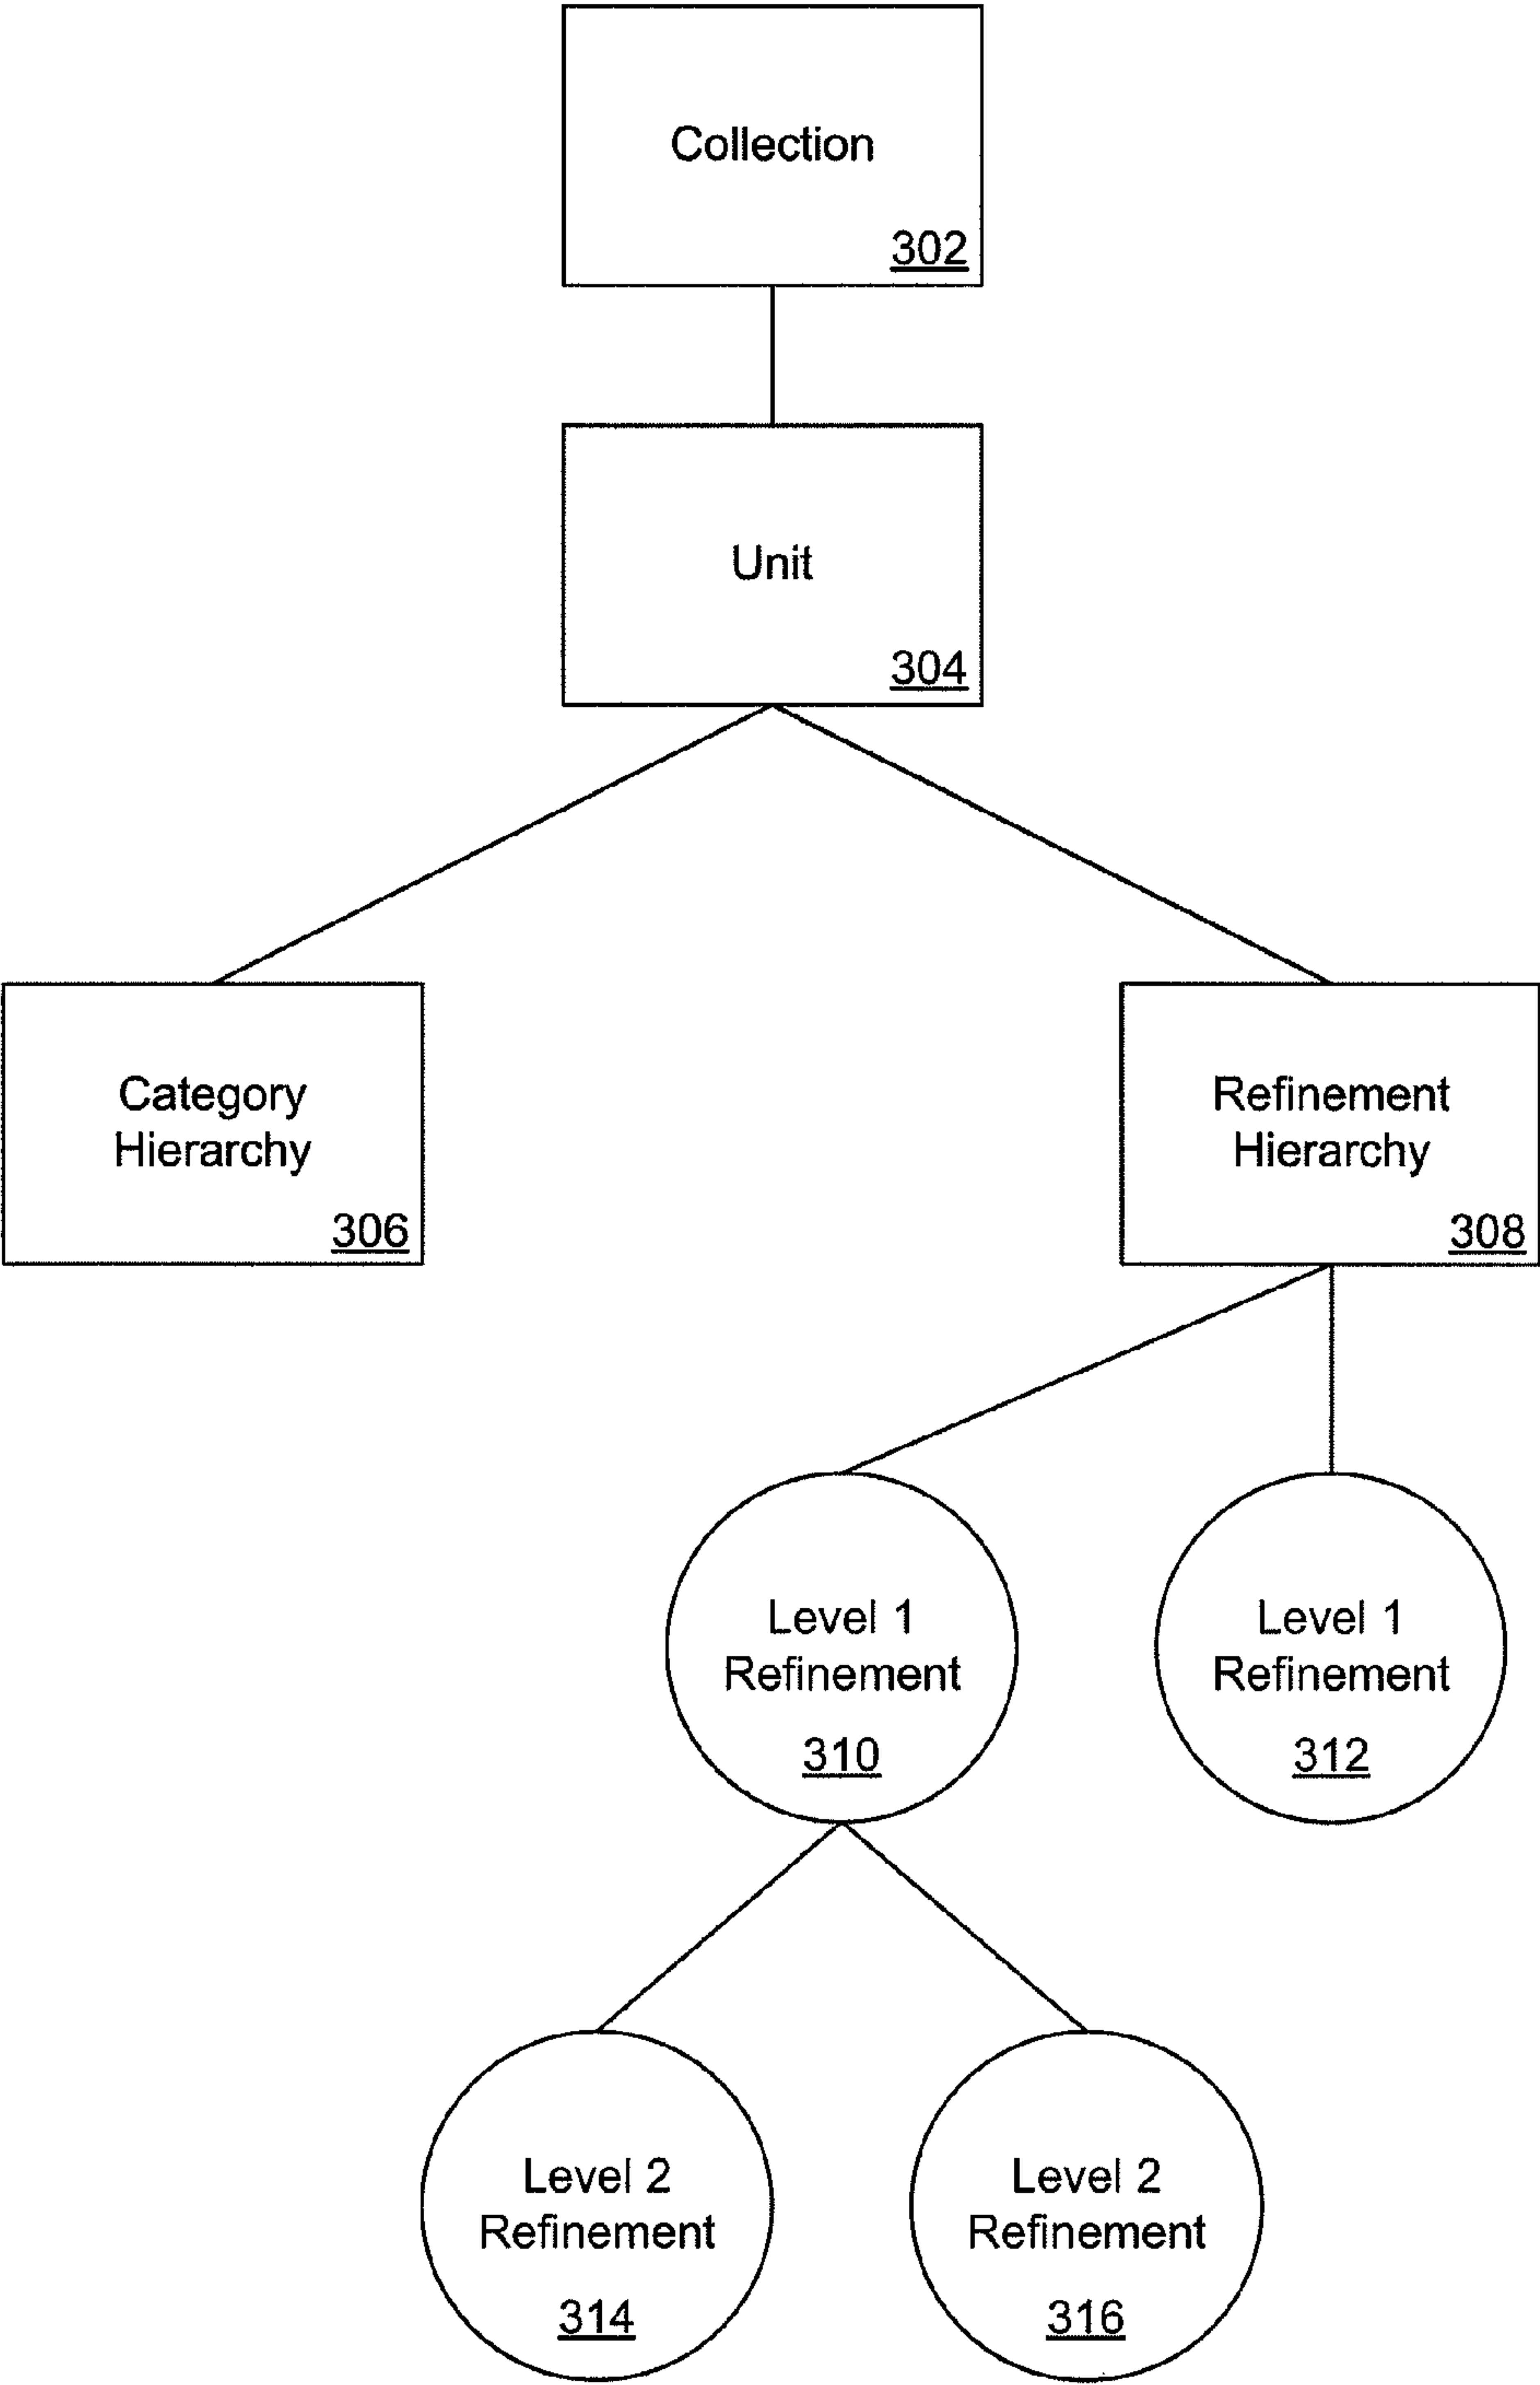 Collection
302
Unit
304
Category
Hierarchy
306
Refinement
Hierarchy
308
Level 1
Refinement
310
Level 1
Refinement
312
Level 2
Refinement
314
Level 2
Refinement
316